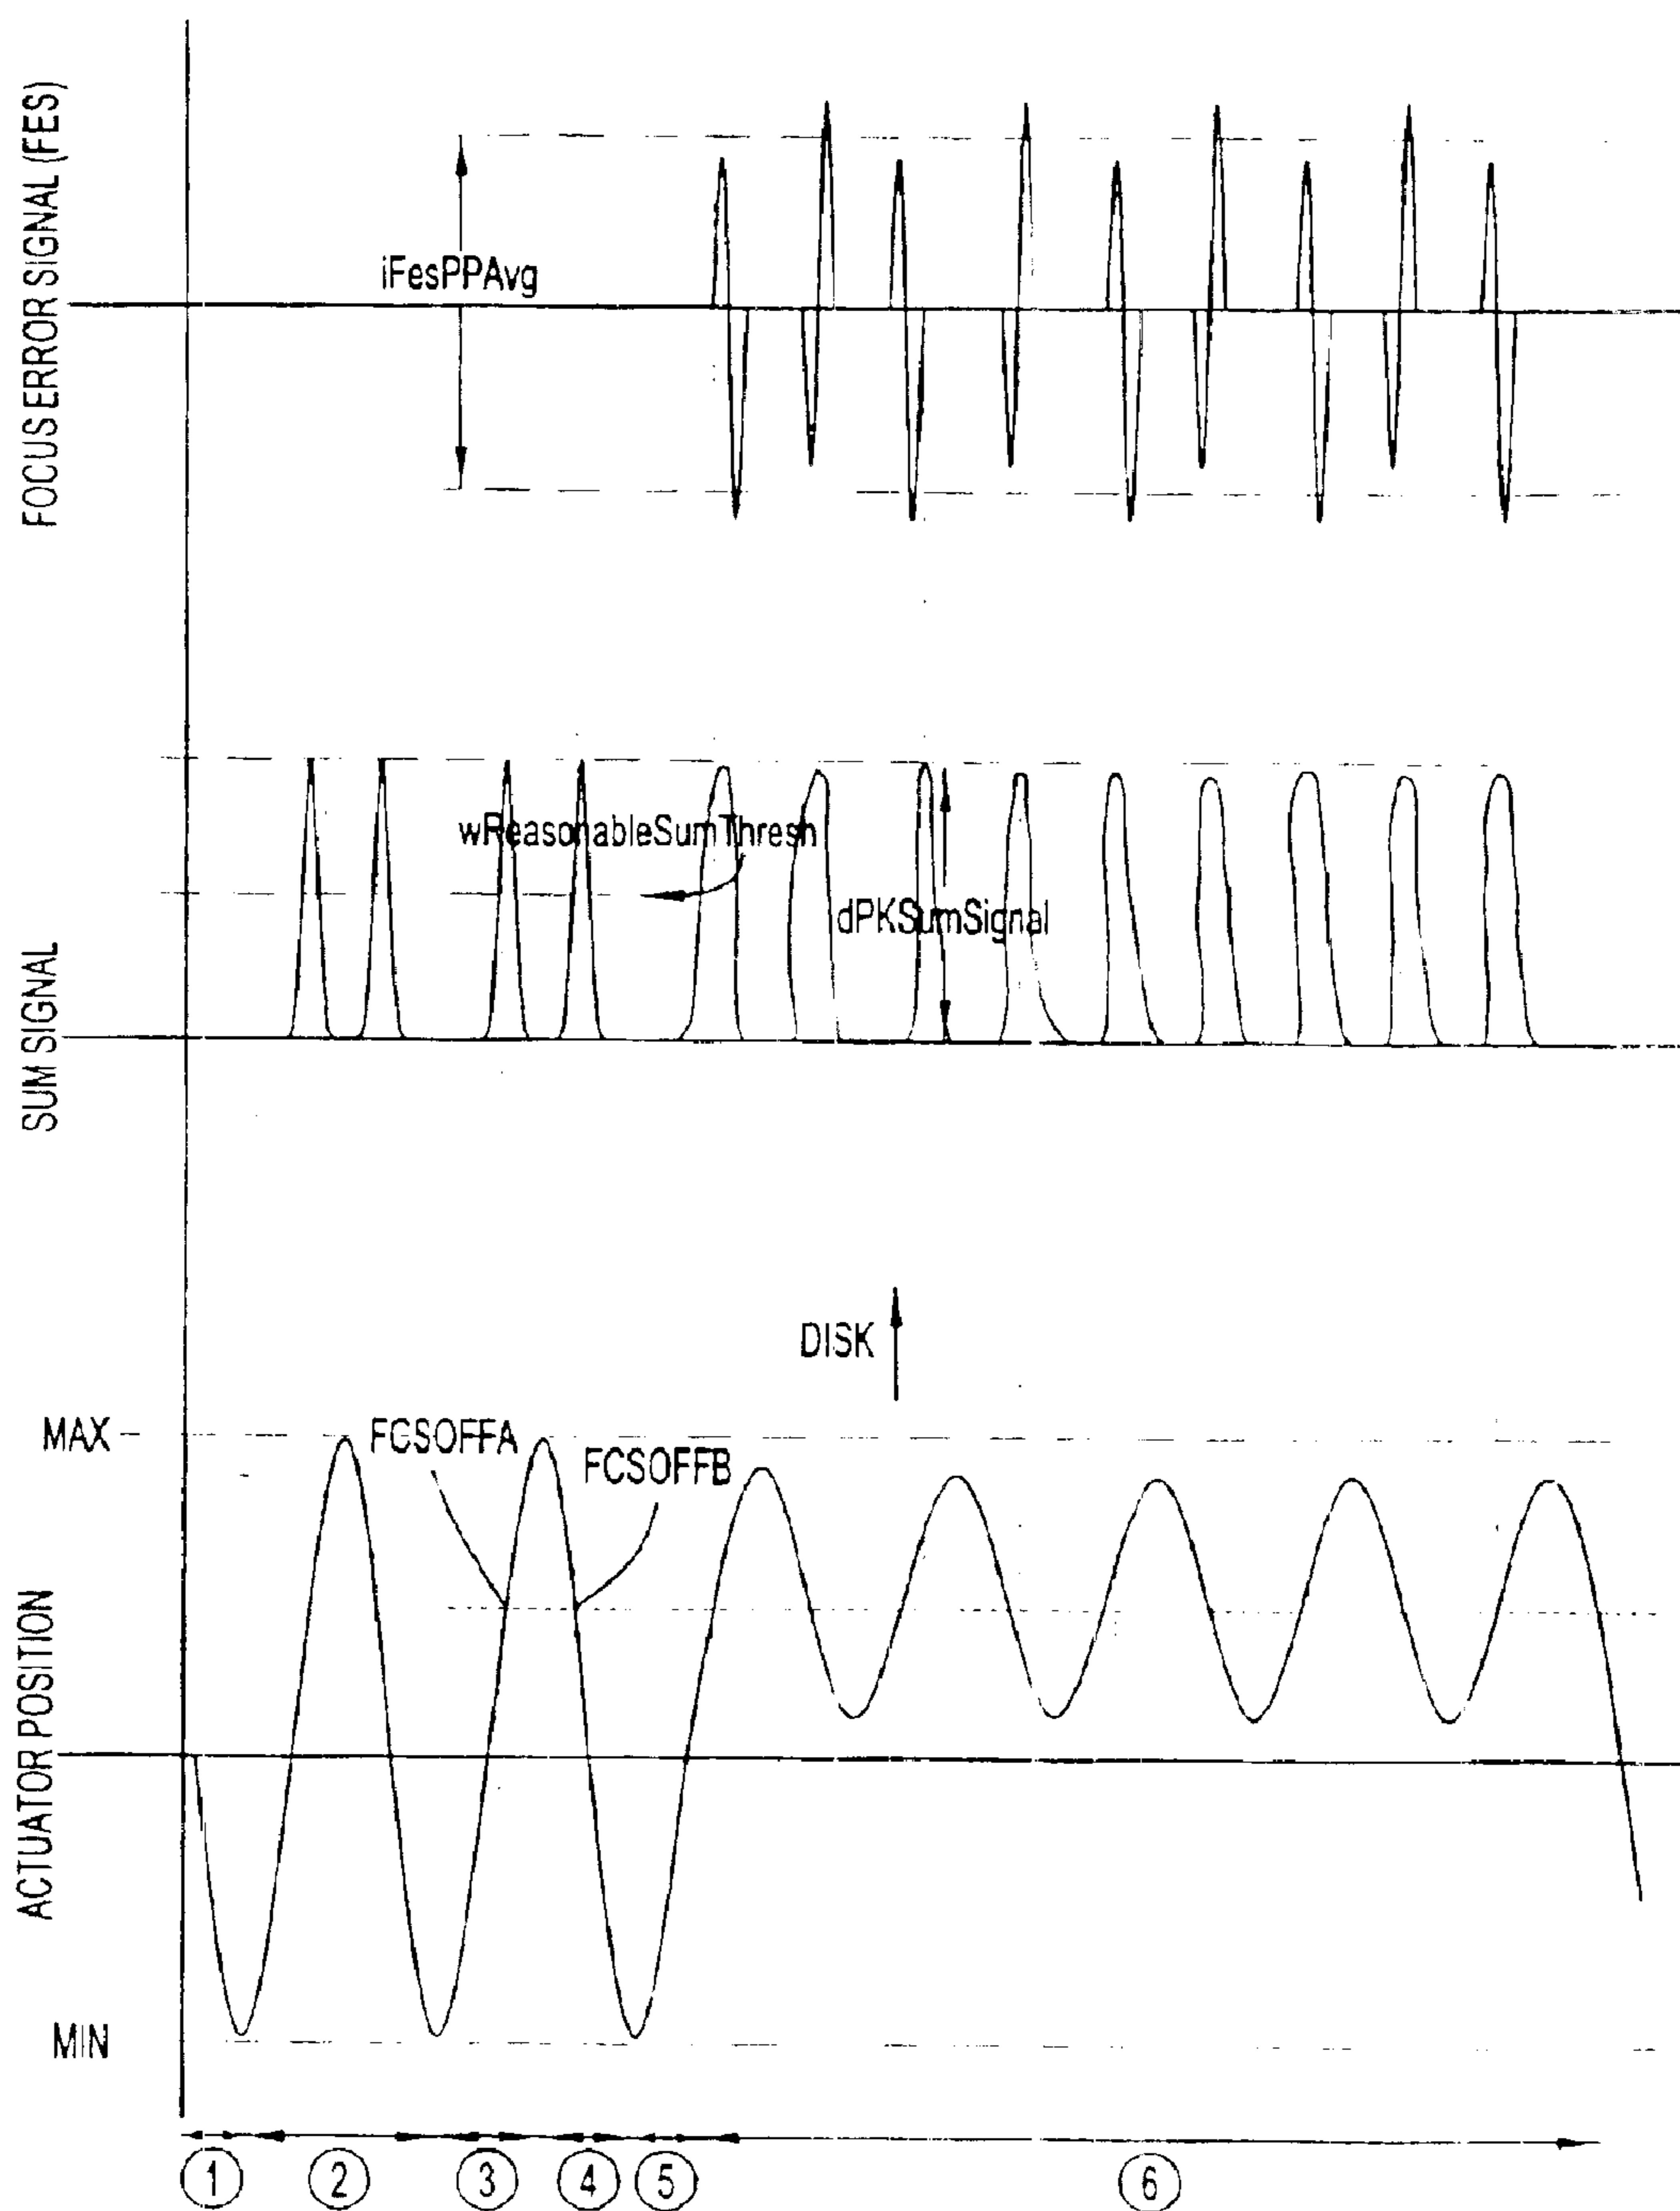 FOCUS ERROR SIGNAL (FES)
iFesPPAvg
SUM SIGNAL
wReasonableSumThresh
dPKSumSignal
DISK
ACTUATOR POSITION
MAX
FCSOFFA
FCSOFFB
MIN
1 2 3 4 5 6